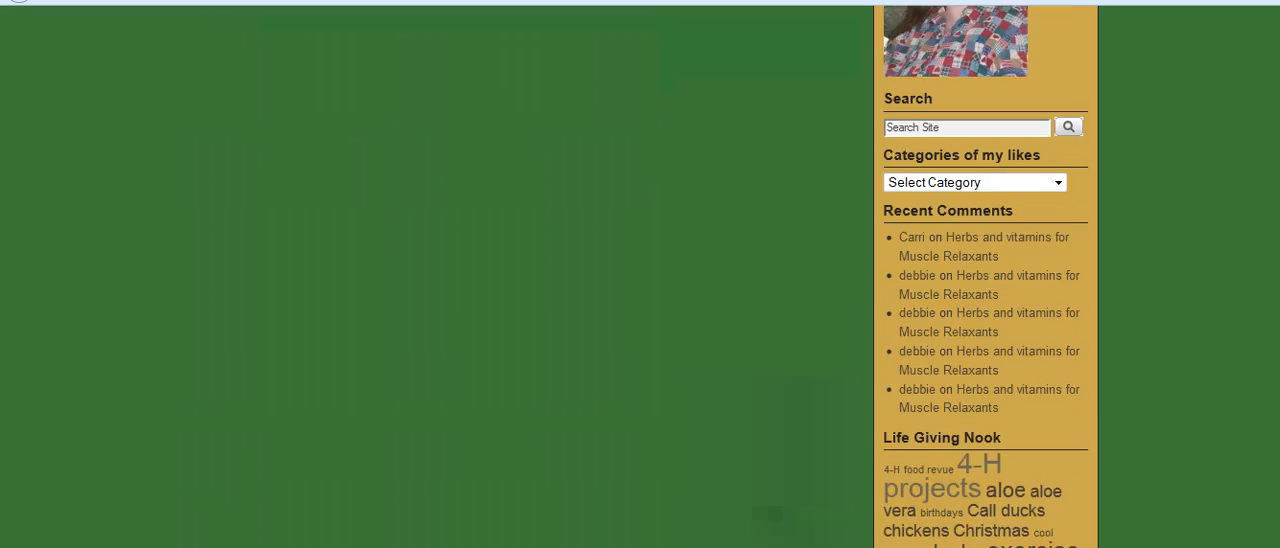 Search
Search Site
Categories of my likes
Select Category
Recent Comments
Carri on Herbs and vitamins for
Muscle Relaxants
debbie on Herbs and vitamins for
Muscle Relaxants
debbie on Herbs and vitamins for
Muscle Relaxants
debbie on Herbs and vitamins for
Muscle Relaxants
debbie on Herbs and vitamins for
Muscle Relaxants
Life Giving Nook
4-H food revue 4-H
projects aloe aloe
vera birthdays Call ducks
chickens Christmas cool
exercise